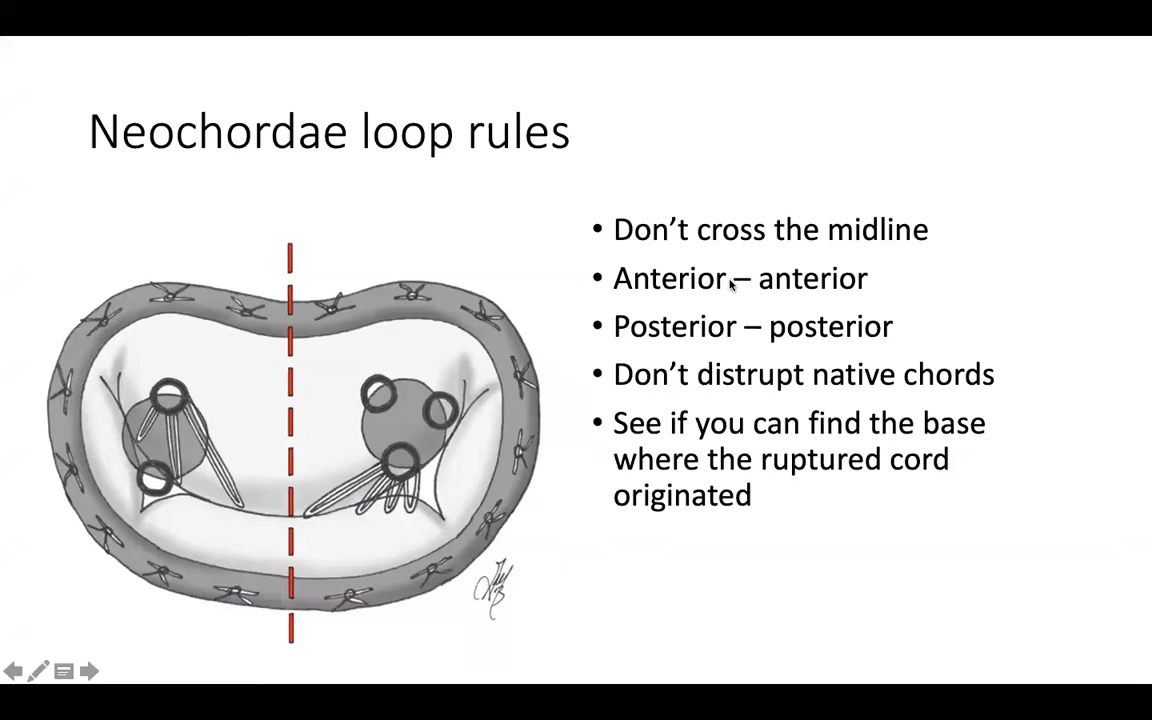 Neochordae loop rules
• Don’t cross the midline
• Anterior – anterior
• Posterior – posterior
• Don’t distrupt native chords
• See if you can find the base
where the ruptured cord
originated